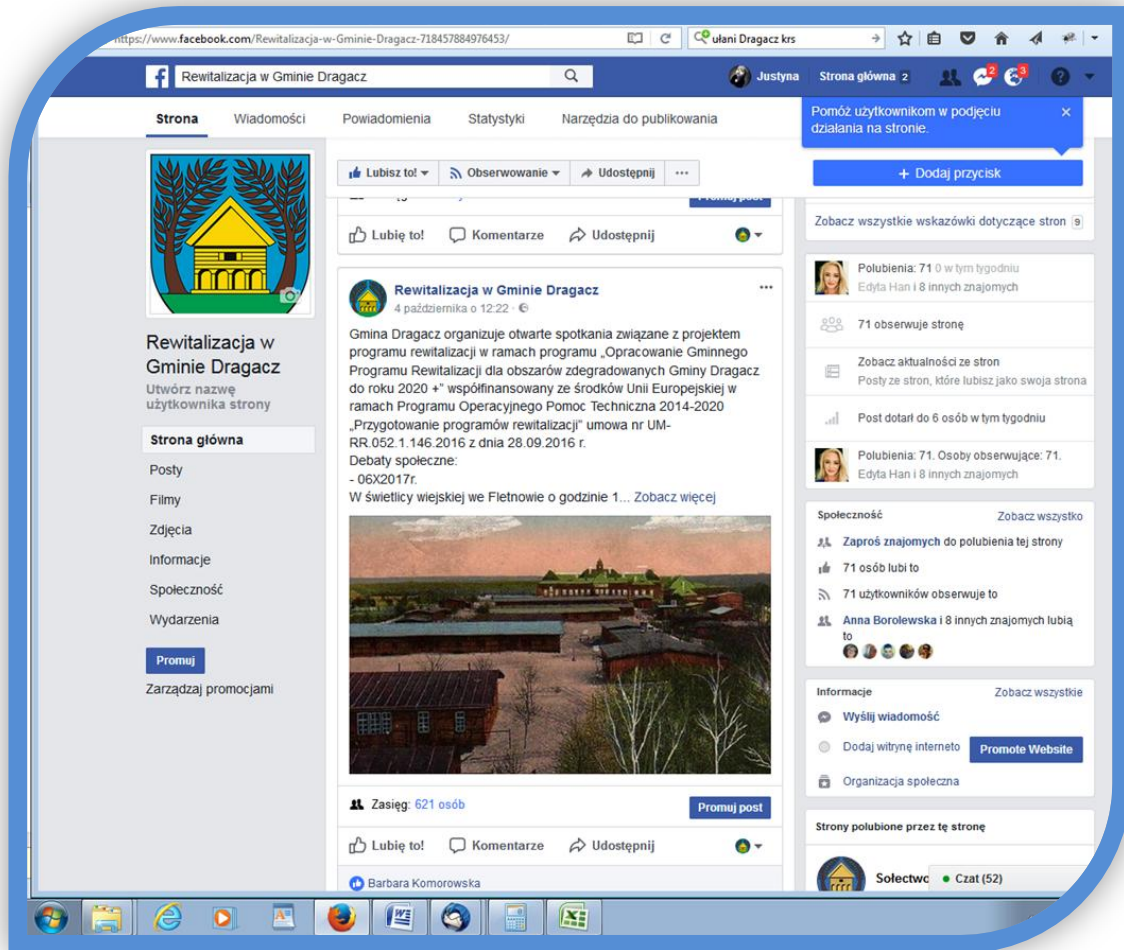 https://www.facebook.com/Rewitalizacja-w-Gminie-Dragacz-718457884976453/
ułani Dragacz krs
Rewitalizacja w Gminie Dragacz
Justyna
Strona główna 2
2
3
Strona
Wiadomości
Powiadomienia
Statystyki
Narzędzia do publikowania
Pomóż użytkownikom w podjęciu
działania na stronie.
+ Dodaj przycisk
Lubisz to!
Obserwowanie
Udostępnij
Promuj post
Lubię to!
Komentarze
Udostępnij
Zobacz wszystkie wskazówki dotyczące stron 9
Rewitalizacja w
Gminie Dragacz
Utwórz nazwę
użytkownika strony
Strona główna
Posty
Filmy
Zdjęcia
Informacje
Społeczność
Wydarzenia
Promuj
Zarządzaj promocjami
Rewitalizacja w Gminie Dragacz
4 października o 12:22 ·
Gmina Dragacz organizuje otwarte spotkania związane z projektem
programu rewitalizacji w ramach programu „Opracowanie Gminnego
Programu Rewitalizacji dla obszarów zdegradowanych Gminy Dragacz
do roku 2020 +" współfinansowany ze środków Unii Europejskiej w
ramach Programu Operacyjnego Pomoc Techniczna 2014-2020
„Przygotowanie programów rewitalizacji" umowa nr UM-
RR.052.1.146.2016 z dnia 28.09.2016 r.
Debaty społeczne:
- 06X2017r.
W świetlicy wiejskiej we Fletnowie o godzinie 1... Zobacz więcej
Zasięg: 621 osób
Promuj post
Lubię to!
Komentarze
Udostępnij
Barbara Komorowska
Polubienia: 71 0 w tym tygodniu
Edyta Han i 8 innych znajomych
71 obserwuje stronę
Zobacz aktualności ze stron
Posty ze stron, które lubisz jako swoja strona
Post dotarł do 6 osób w tym tygodniu
Polubienia: 71. Osoby obserwujące: 71.
Edyta Han i 8 innych znajomych
Społeczność
Zobacz wszystko
Zaproś znajomych do polubienia tej strony
71 osób lubi to
71 użytkowników obserwuje to
Anna Borolewska i 8 innych znajomych lubią
to
Informacje
Zobacz wszystkie
Wyślij wiadomość
Dodaj witrynę interneto
Promote Website
Organizacja społeczna
Strony polubione przez tę stronę
Sołectwo
Czat (52)